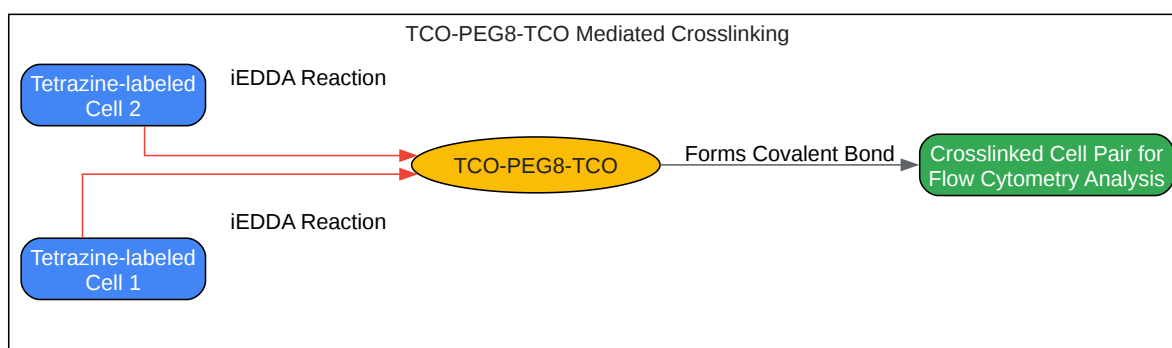 TCO-PEG8-TCO Mediated Crosslinking
Tetrazine-labeled
Cell 2
iEDDA Reaction
TCO-PEG8-TCO
Forms Covalent Bond
Crosslinked Cell Pair for
Flow Cytometry Analysis
iEDDA Reaction
Tetrazine-labeled
Cell 1